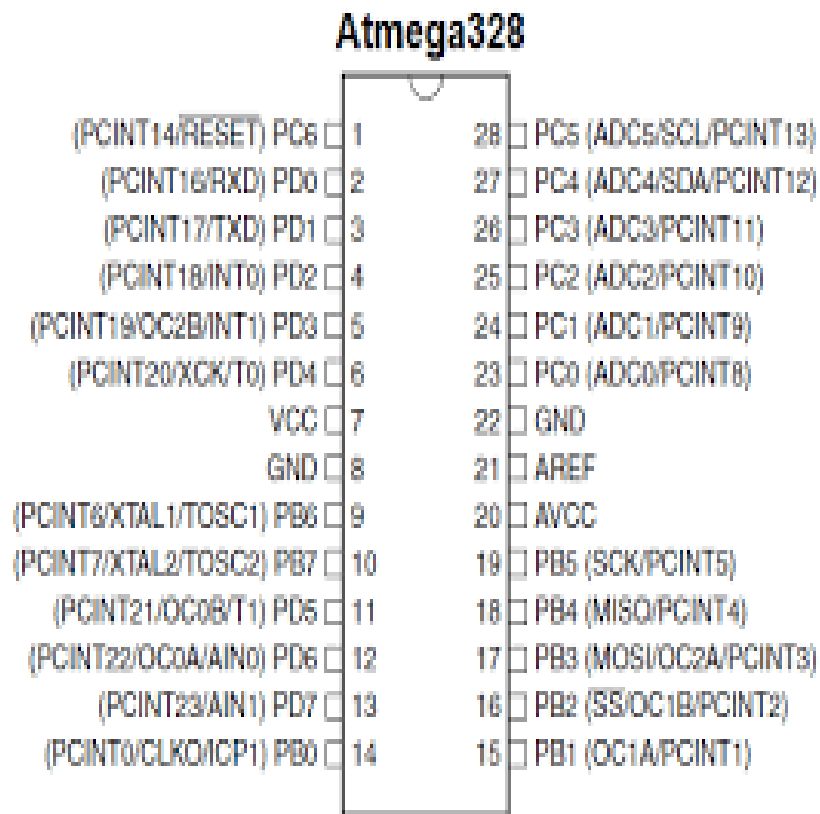 Atmega328
(PCINT14/RESET) PC6 1 28 PC5 (ADC5/SCL/PCINT13)
(PCINT16/RXD) PD0 2 27 PC4 (ADC4/SDA/PCINT12)
(PCINT17/TXD) PD1 3 26 PC3 (ADC3/PCINT11)
(PCINT18/INT0) PD2 4 25 PC2 (ADC2/PCINT10)
(PCINT19/OC2B/INT1) PD3 5 24 PC1 (ADC1/PCINT9)
(PCINT20/XCK/T0) PD4 6 23 PC0 (ADC0/PCINT8)
VCC 7 22 GND
GND 8 21 AREF
(PCINT6/XTAL1/TOSC1) PB6 9 20 AVCC
(PCINT7/XTAL2/TOSC2) PB7 10 19 PB5 (SCK/PCINT5)
(PCINT21/OC0B/T1) PD5 11 18 PB4 (MISO/PCINT4)
(PCINT22/OC0A/AIN0) PD6 12 17 PB3 (MOSI/OC2A/PCINT3)
(PCINT23/AIN1) PD7 13 16 PB2 (SS/OC1B/PCINT2)
(PCINT0/CLKO/ICP1) PB0 14 15 PB1 (OC1A/PCINT1)